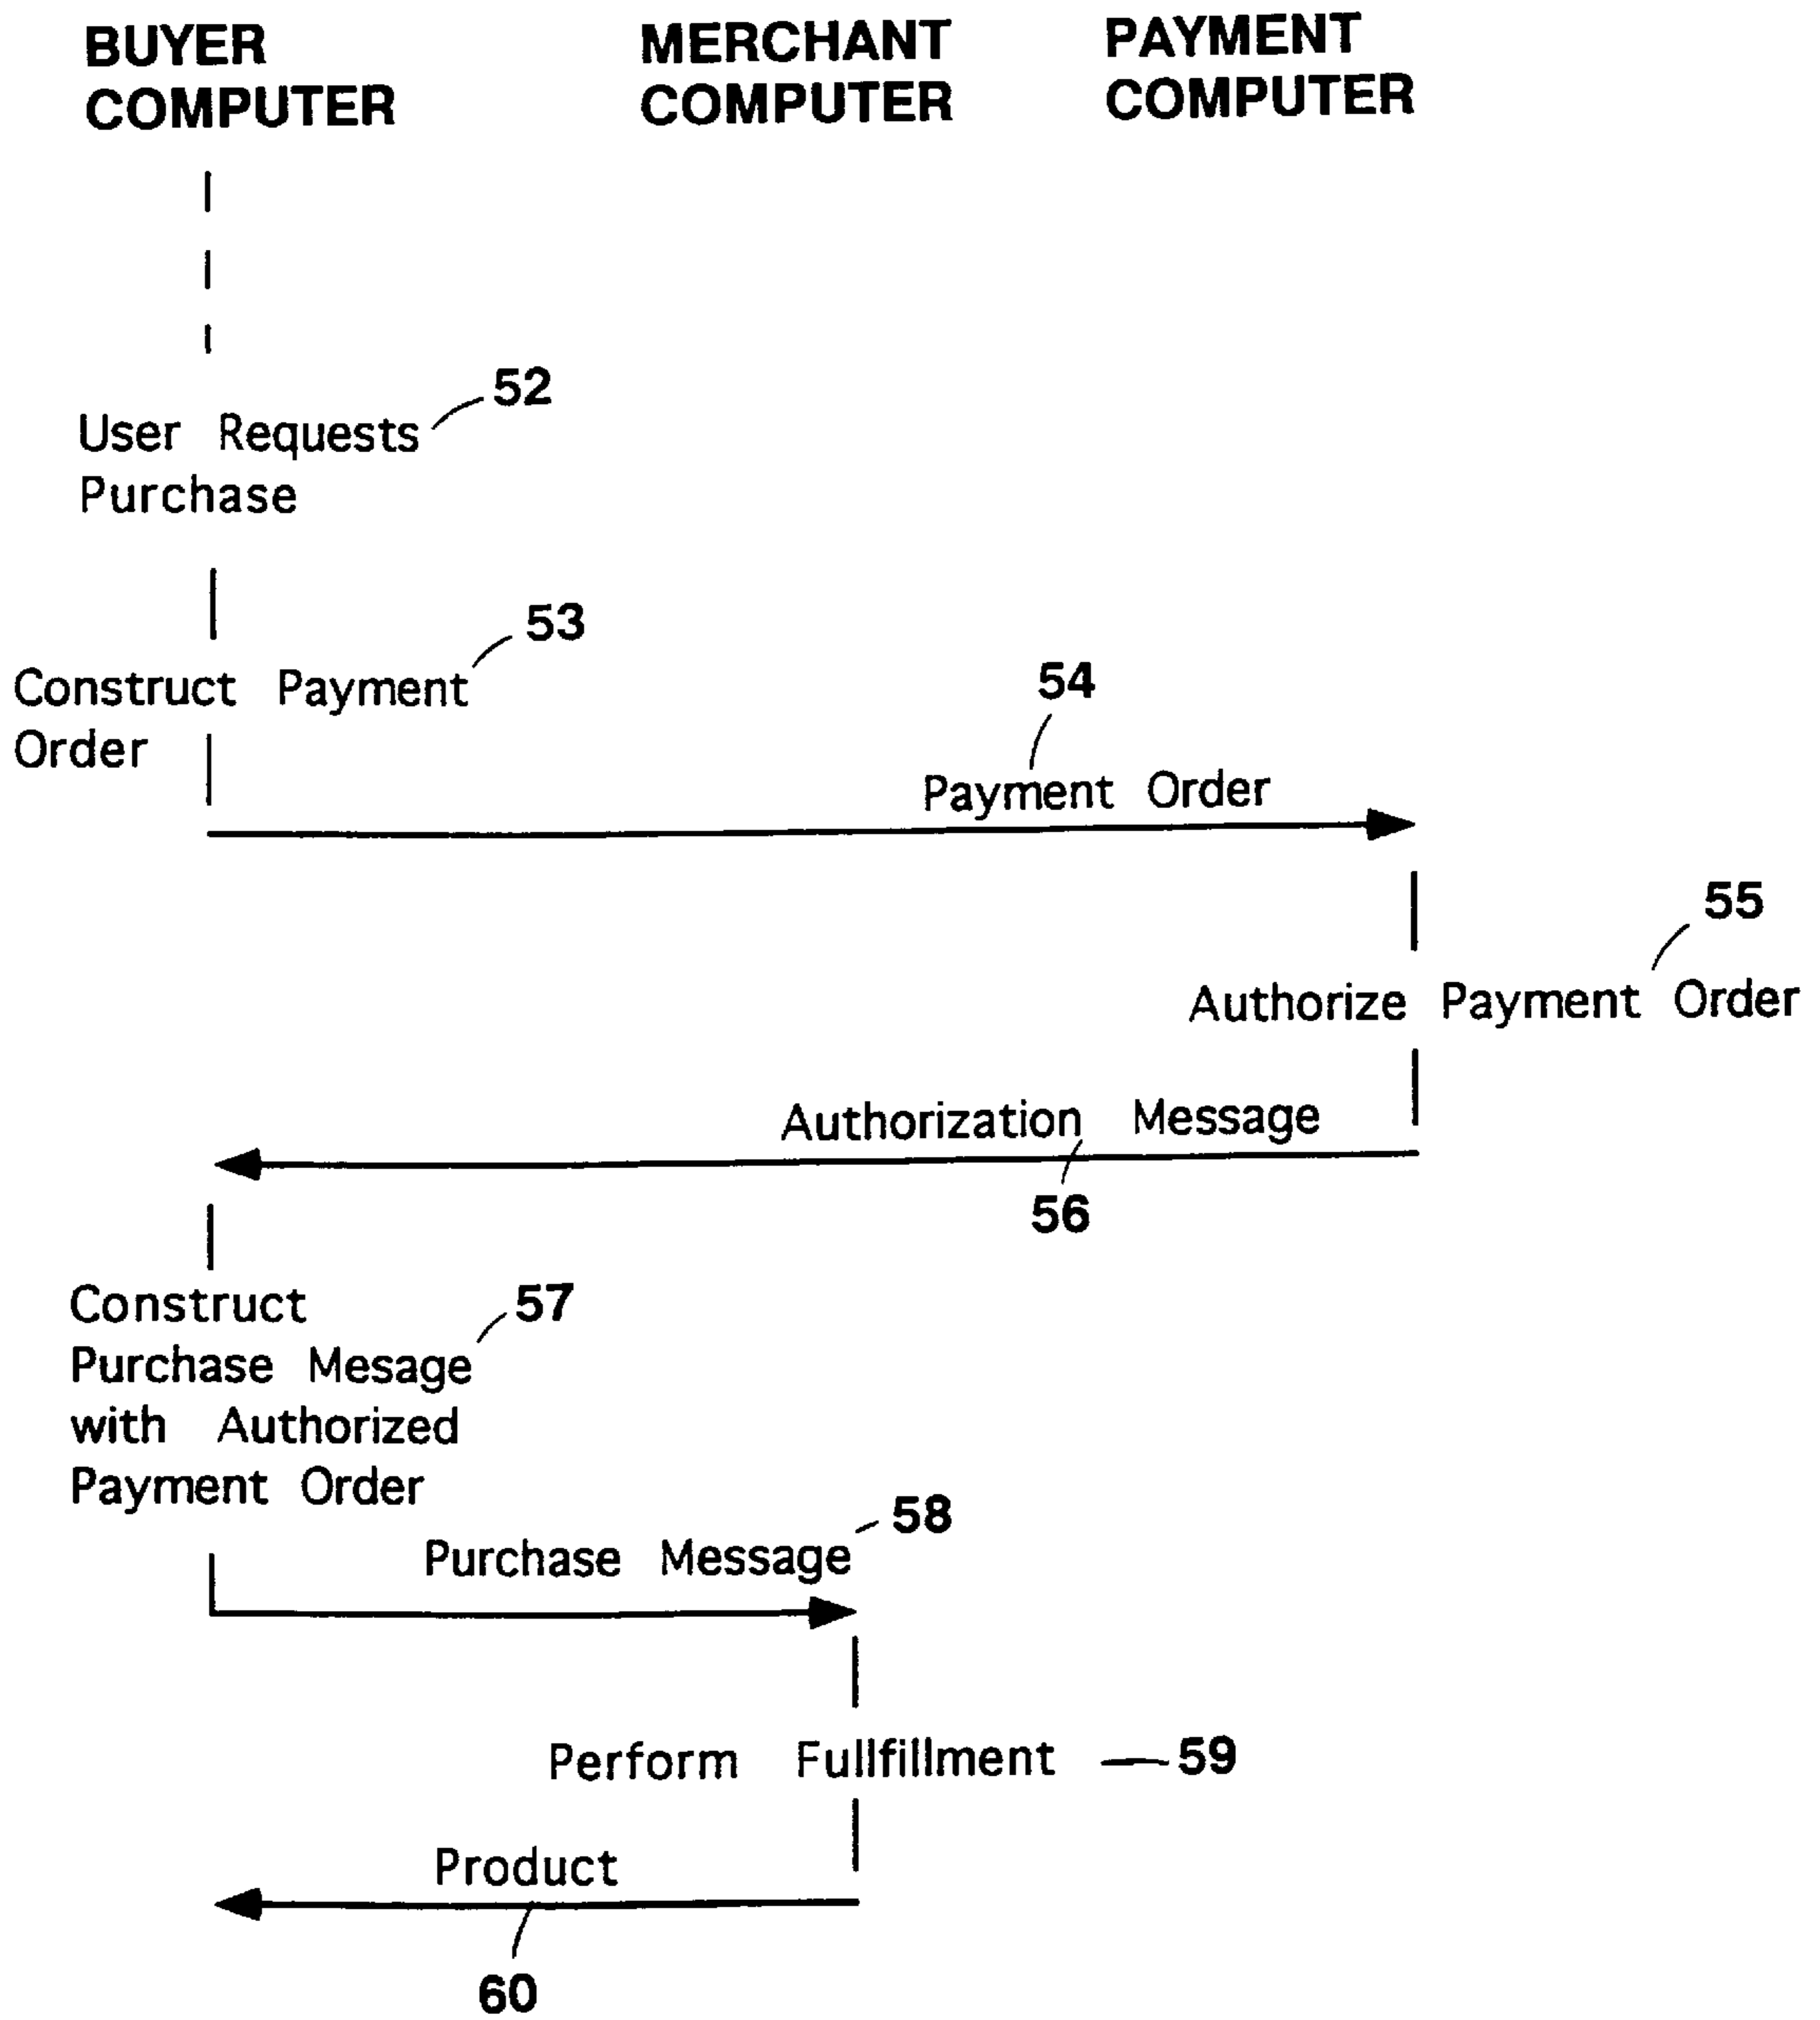 BUYER
COMPUTER
MERCHANT
COMPUTER
PAYMENT
COMPUTER
52
User Requests
Purchase
53
Construct Payment
Order
54
Payment Order
55
Authorize Payment Order
Authorization Message
56
Construct
57
Purchase Mesage
with Authorized
Payment Order
58
Purchase Message
Perform Fullfillment
59
Product
60